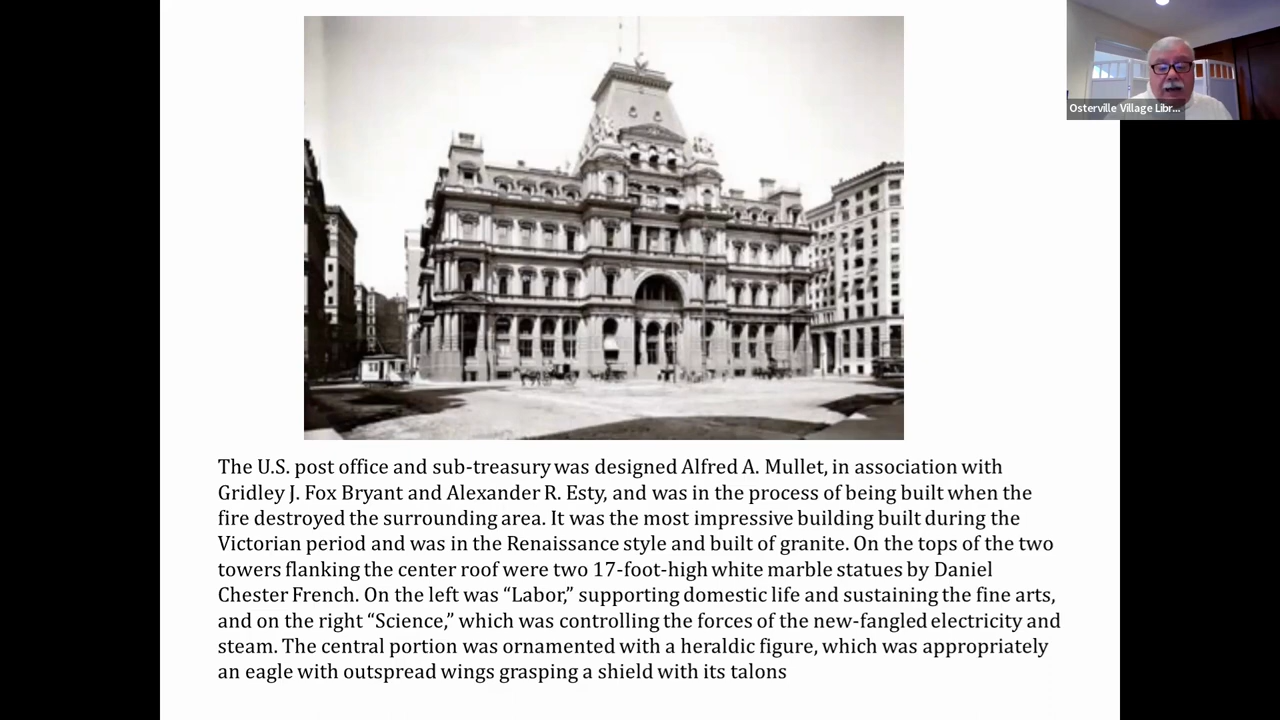 Osterville Village Libr...
The U.S. post office and sub-treasury was designed Alfred A. Mullet, in association with
Gridley J. Fox Bryant and Alexander R. Esty, and was in the process of being built when the
fire destroyed the surrounding area. It was the most impressive building built during the
Victorian period and was in the Renaissance style and built of granite. On the tops of the two
towers flanking the center roof were two 17-foot-high white marble statues by Daniel
Chester French. On the left was “Labor,” supporting domestic life and sustaining the fine arts,
and on the right “Science,” which was controlling the forces of the new-fangled electricity and
steam. The central portion was ornamented with a heraldic figure, which was appropriately
an eagle with outspread wings grasping a shield with its talons